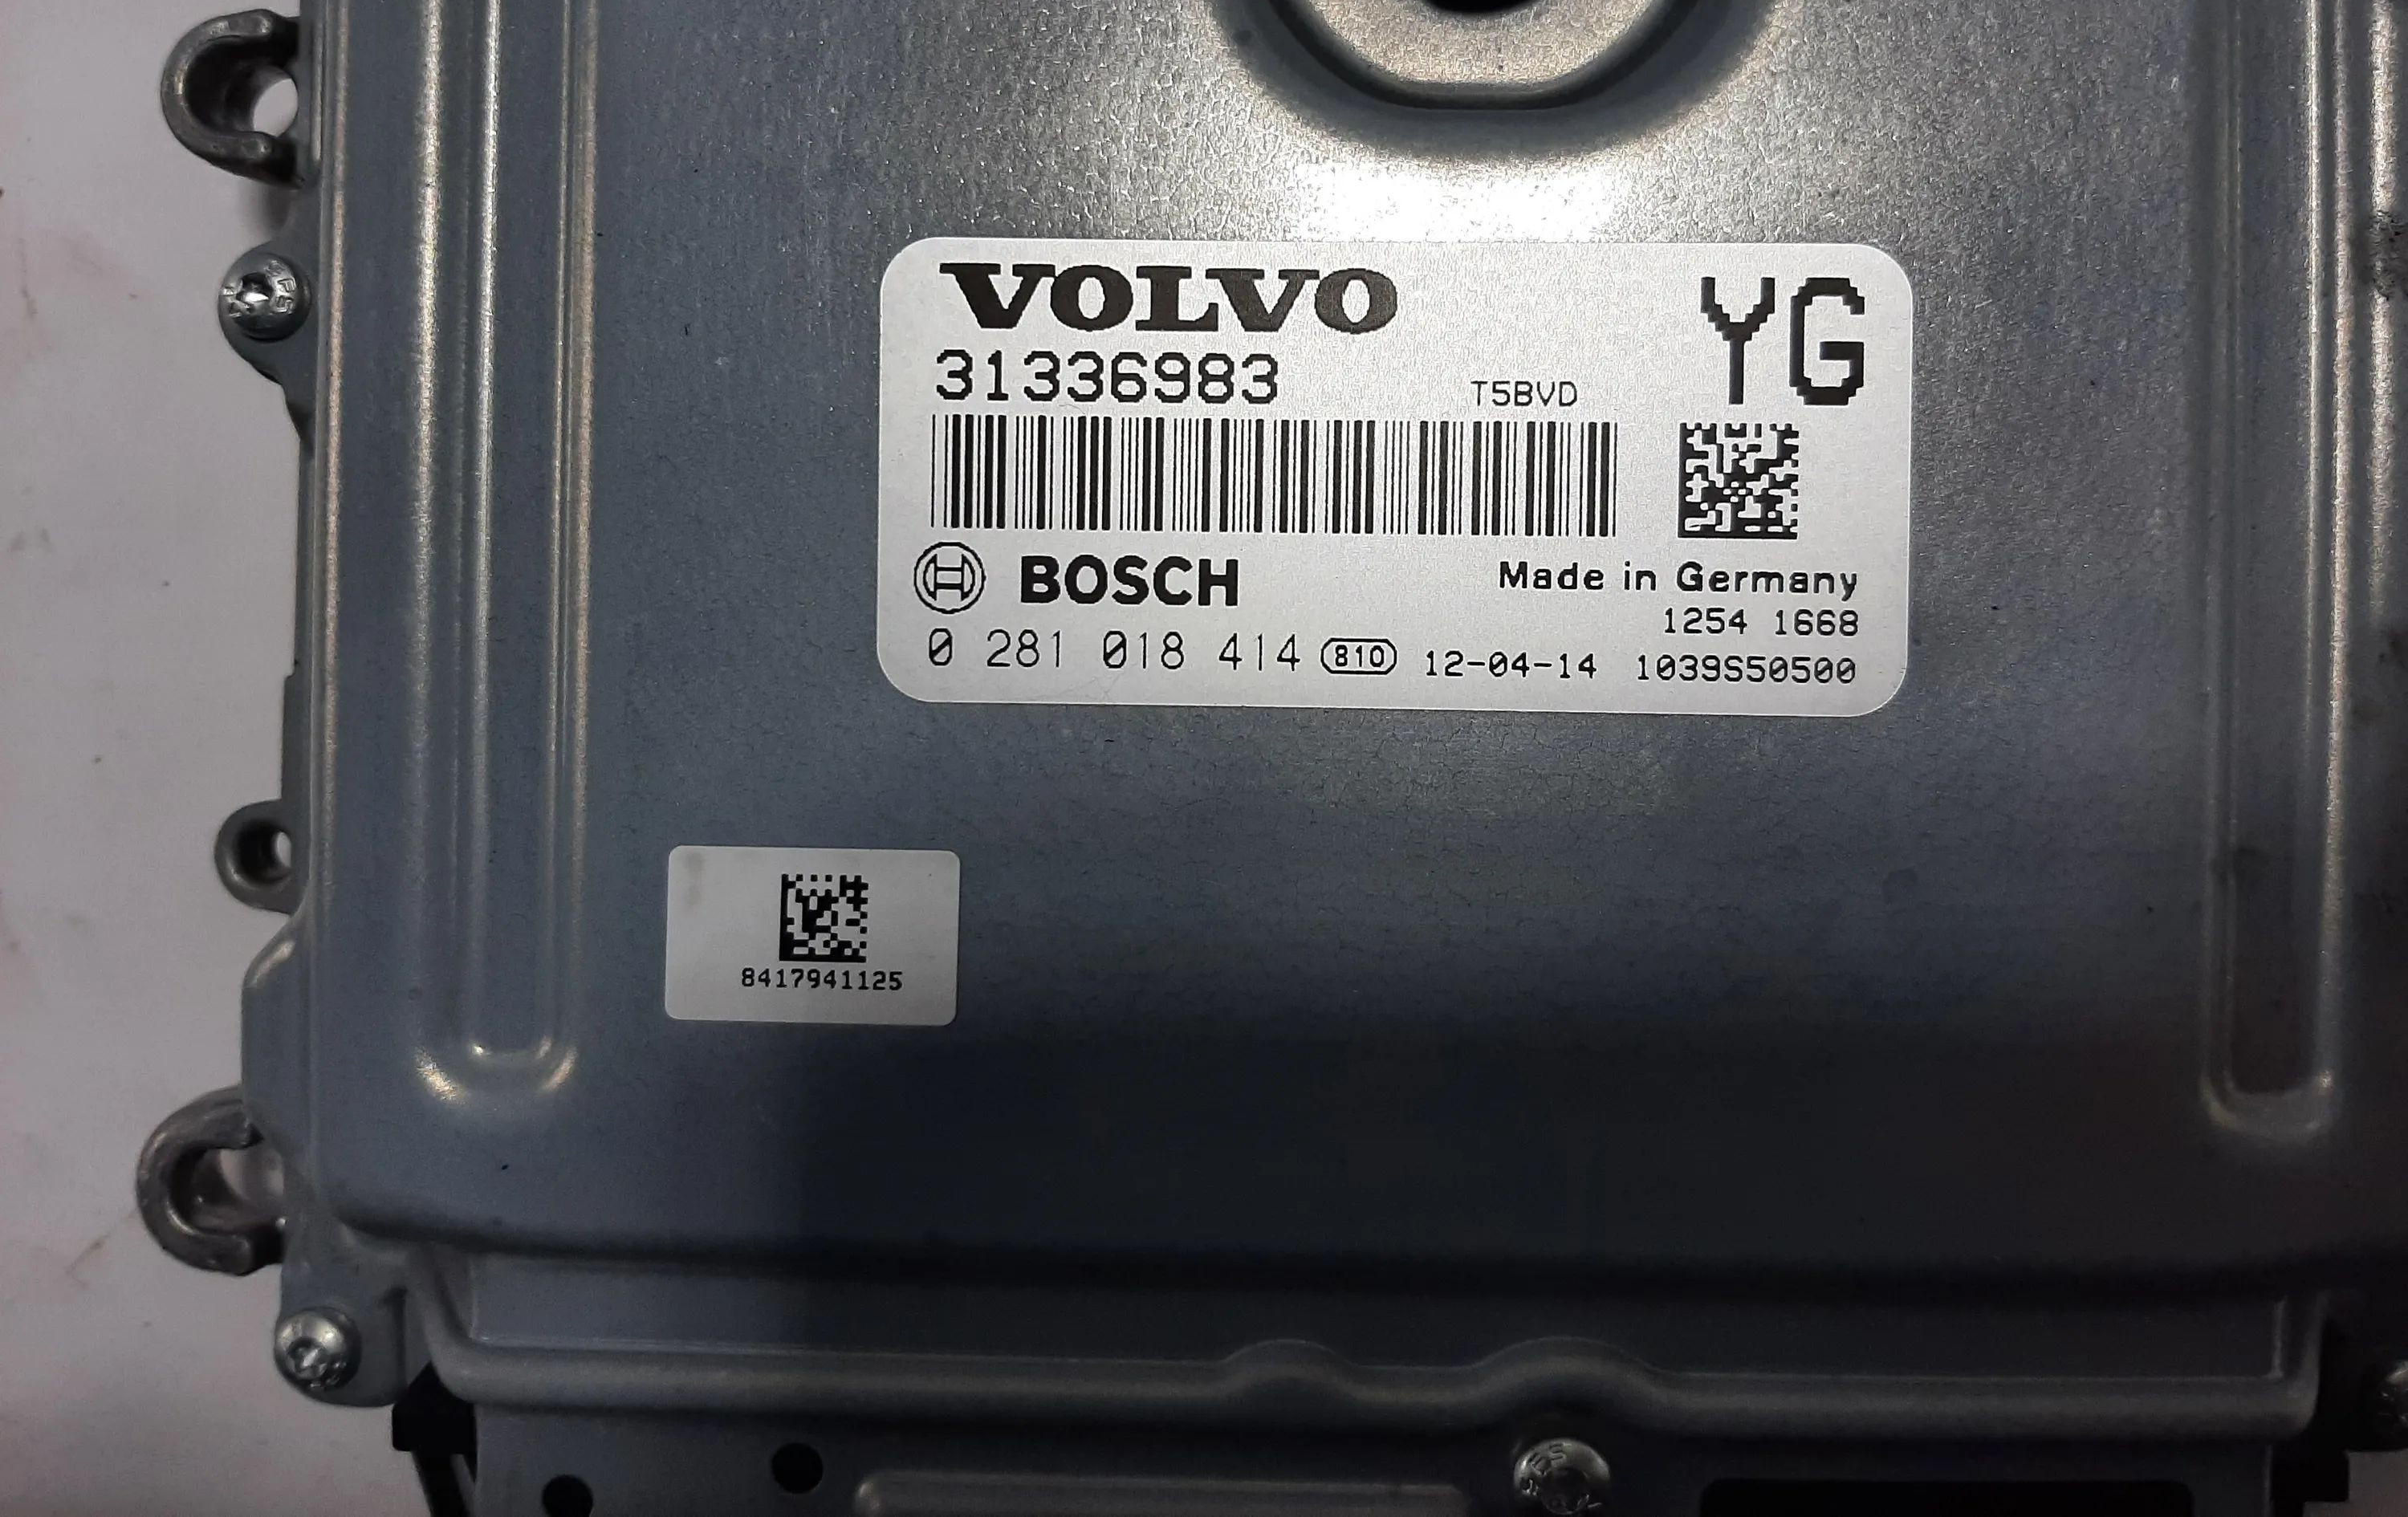 VOLVO
YG
31336983
T5BVD
BOSCH
Made in Germany
1254 1668
0 281 018 414 810 12-04-14 1039S50500
8417941125